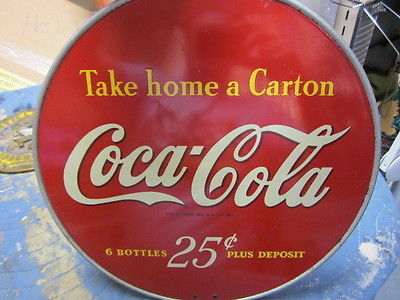 Take home a Carton
Coca-Cola
6 BOTTLES 25¢ PLUS DEPOSIT